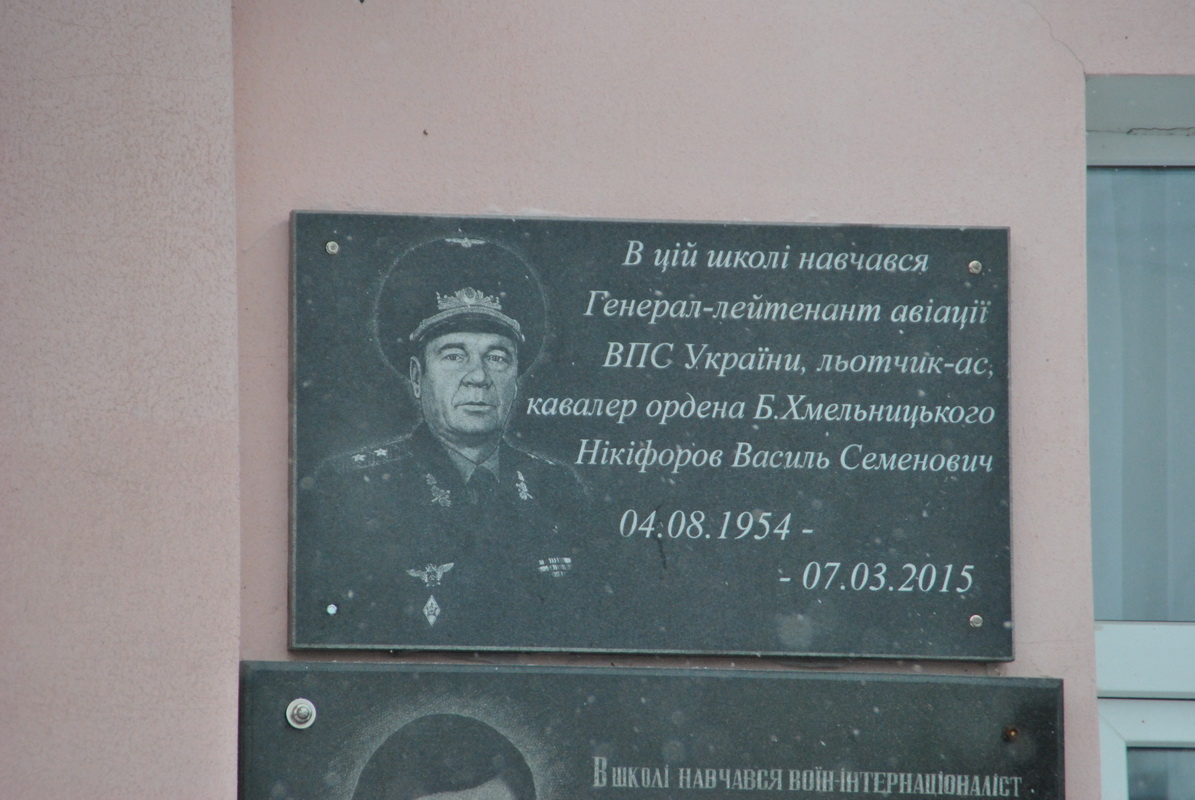 В цій школі навчався
Генерал-лейтенант авіації
ВПС України, льотчик-ас,
кавалер ордена Б.Хмельницького
Нікіфоров Василь Семенович
04.08.1954 -
- 07.03.2015
В ШКОЛІ НАВЧАВСЯ ВОЇН-ІНТЕРНАЦІОНАЛІСТ